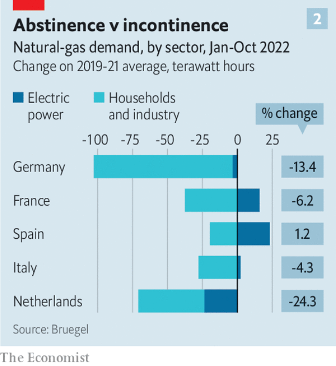 Abstinence v incontinence
2
Natural-gas demand, by sector, Jan-Oct 2022
Change on 2019-21 average, terawatt hours
Electric power
Households and industry
% change
-100 -75 -50 -25 0 25
Germany -13.4
France -6.2
Spain 1.2
Italy -4.3
Netherlands -24.3
Source: Bruegel
The Economist